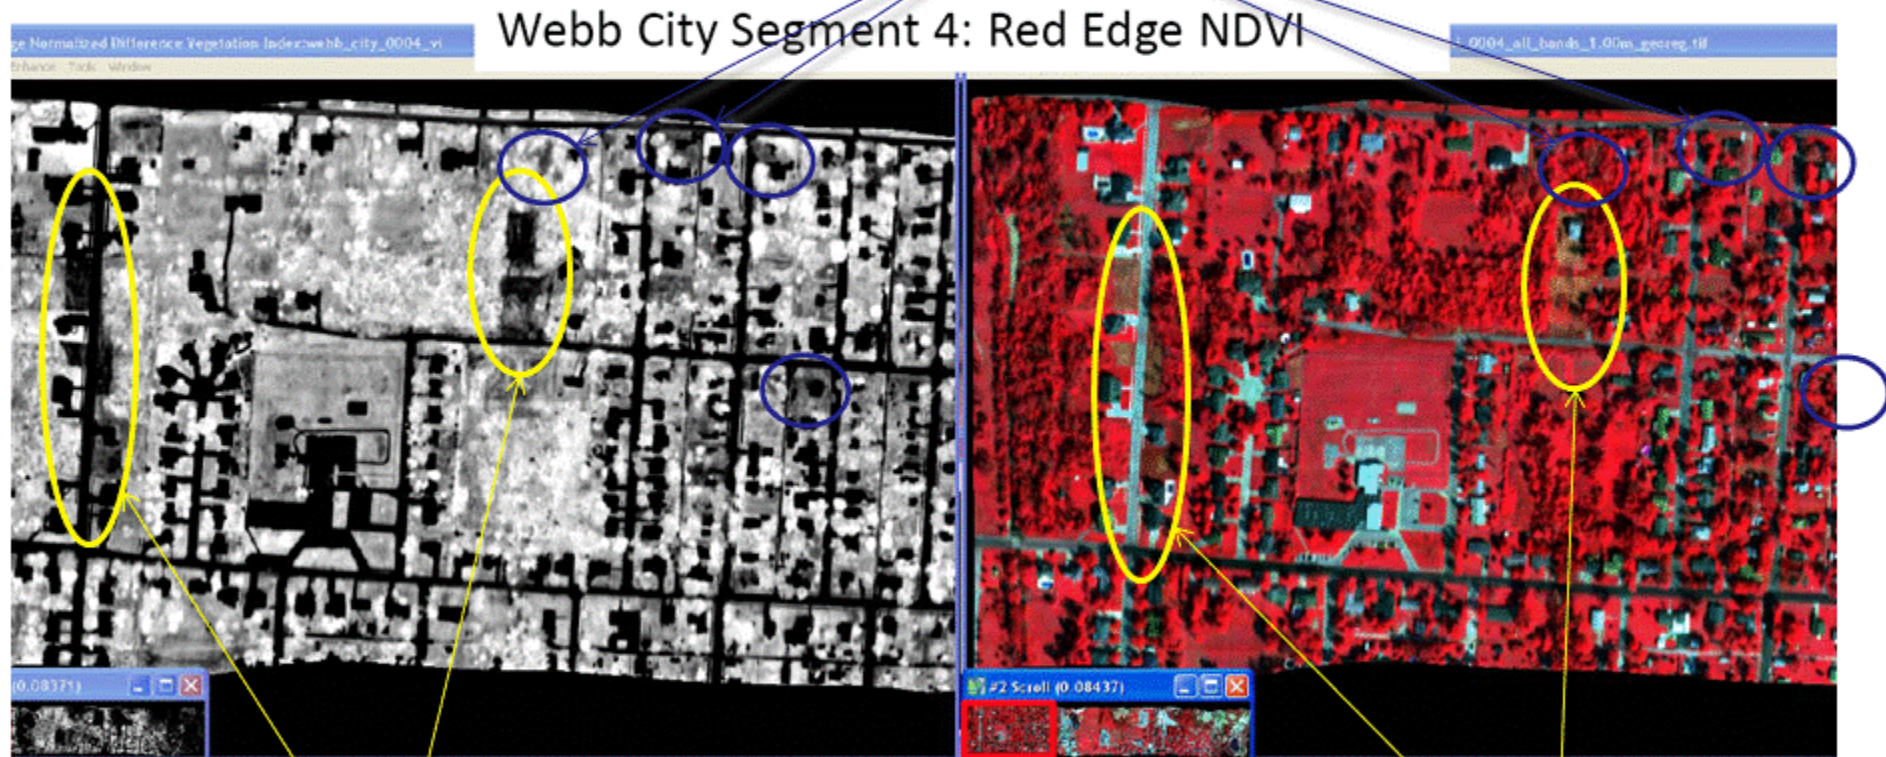 Webb City Segment 4: Red Edge NDVI
ge Normalized Difference Vegetation Index:webb_city_0004_vi
Enhance Tools Window
0004_all_bands_1.00m_georeg.tif
(0.08371)
#2 Scroll (0.08437)